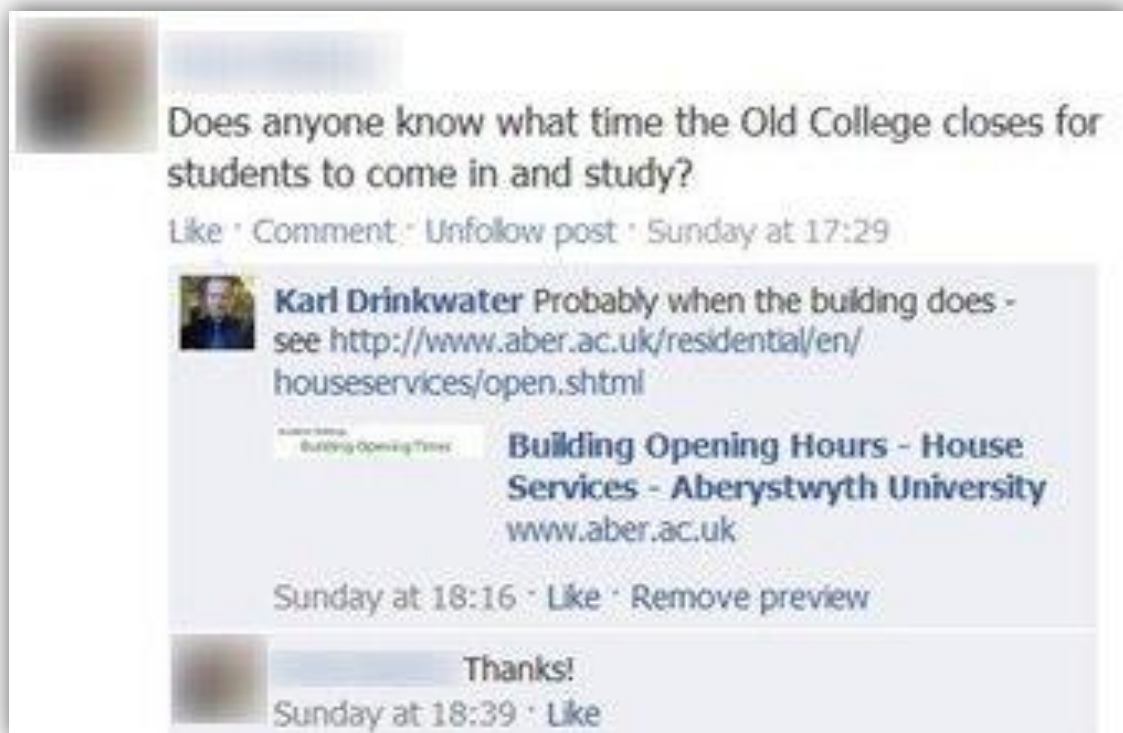 Does anyone know what time the Old College closes for
students to come in and study?
Like · Comment · Unfollow post · Sunday at 17:29
Karl Drinkwater Probably when the building does -
see http://www.aber.ac.uk/residential/en/
houseservices/open.shtml
Building Opening Times
Building Opening Hours - House
Services - Aberystwyth University
www.aber.ac.uk
Sunday at 18:16 · Like · Remove preview
Thanks!
Sunday at 18:39 · Like